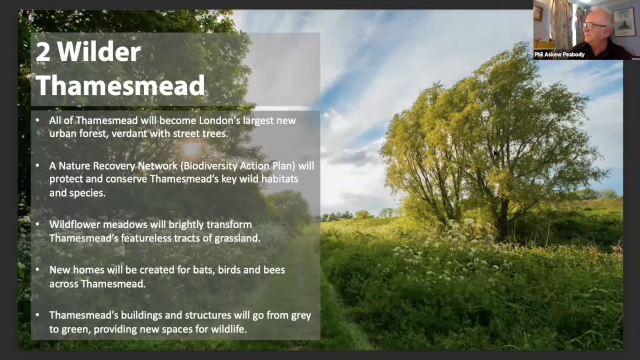 2 Wilder
Thamesmead
• All of Thamesmead will become London's largest new
urban forest, verdant with street trees.
• A Nature Recovery Network (Biodiversity Action Plan) will
protect and conserve Thamesmead's key wild habitats
and species.
• Wildflower meadows will brightly transform
Thamesmead's featureless tracts of grassland.
• New homes will be created for bats, birds and bees
across Thamesmead.
• Thamesmead's buildings and structures will go from grey
to green, providing new spaces for wildlife.
Phil Askew Peabody